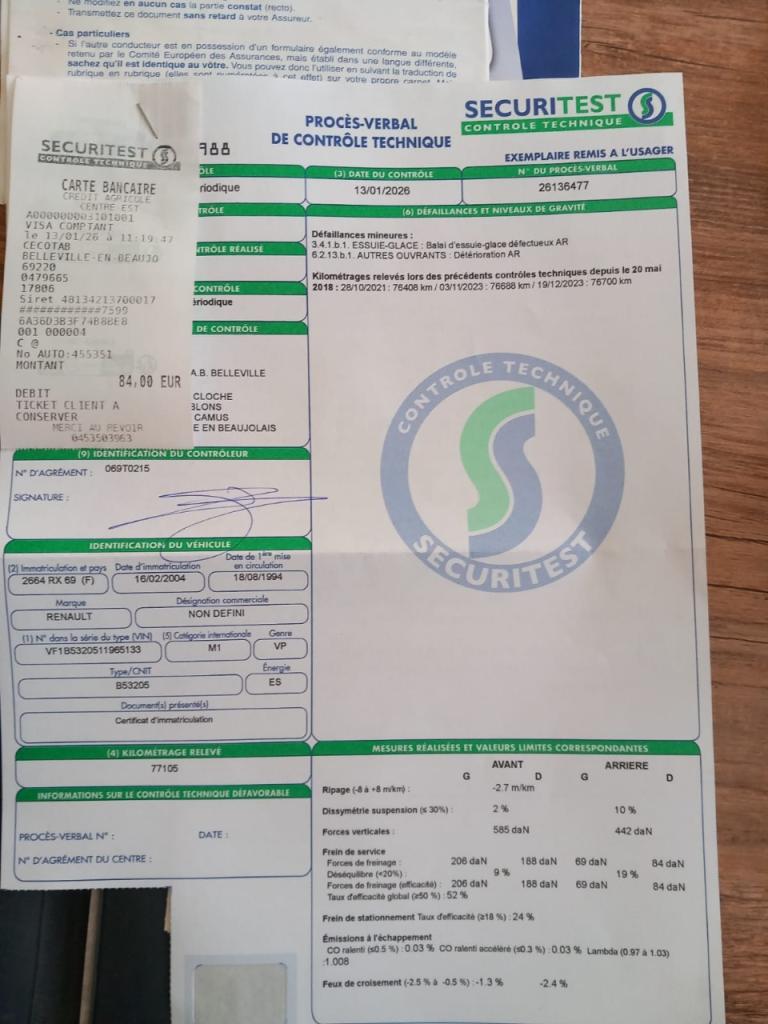 - Ne modifiez en aucun cas la partie constat (recto).
- Transmettez ce document sans retard à votre Assureur.
- Cas particuliers
- Si l'autre conducteur est en possession d'un formulaire également conforme au modèle
retenu par le Comité Européen des Assurances, mais établi dans une langue différente,
sachez qu'il est identique au vôtre. Vous pouvez donc l'utiliser en suivant la traduction de
rubrique en rubrique (elles sont numérotées à cet effet) sur votre propre carnet.
SECURITEST
CONTROLE TECHNIQUE
CARTE BANCAIRE
CREDIT AGRICOLE
CENTRE EST
A0000000003101001
VISA COMPTANT
le 13/01/26 à 11:19:47
CECOTAB
BELLEVILLE-EN-BEAUJO
69220
0479665
17806
Siret 48134213700017
############7599
6A36D3B3F74B8BE8
001 000004
C @
No AUTO:455351
MONTANT
84,00 EUR
DEBIT
TICKET CLIENT A
CONSERVER
MERCI AU REVOIR
0453503963
988
PROCÈS-VERBAL
DE CONTRÔLE TECHNIQUE
SECURITEST
CONTROLE TECHNIQUE
EXEMPLAIRE REMIS A L'USAGER
ÔLE
riodique
(3) DATE DU CONTRÔLE
13/01/2026
N° DU PROCÈS-VERBAL
26136477
TRÔLE
NTRÔLE RÉALISÉ
CONTRÔLE
ériodique
DE CONTRÔLE
A.B. BELLEVILLE
CLOCHE
BLONS
CAMUS
E EN BEAUJOLAIS
(6) DÉFAILLANCES ET NIVEAUX DE GRAVITÉ
Défaillances mineures :
3.4.1.b.1. ESSUIE-GLACE : Balai d'essuie-glace défectueux AR
6.2.13.b.1. AUTRES OUVRANTS : Détérioration AR
Kilométrages relevés lors des précédents contrôles techniques depuis le 20 mai
2018 : 28/10/2021 : 76408 km / 03/11/2023 : 76688 km / 19/12/2023 : 76700 km
CONTROLE TECHNIQUE
SECURITEST
(9) IDENTIFICATION DU CONTRÔLEUR
N° D'AGRÉMENT : 069T0215
SIGNATURE :
IDENTIFICATION DU VÉHICULE
(2) Immatriculation et pays
2664 RX 69 (F)
Date d'immatriculation
16/02/2004
Date de 1ère mise
en circulation
18/08/1994
Marque
RENAULT
Désignation commerciale
NON DEFINI
(1) N° dans la série du type (VIN)
VF1B5320511965133
(5) Catégorie internationale
M1
Genre
VP
Type/CNIT
B53205
Énergie
ES
Document(s) présenté(s)
Certificat d'immatriculation
(4) KILOMÉTRAGE RELEVÉ
77105
INFORMATIONS SUR LE CONTRÔLE TECHNIQUE DÉFAVORABLE
PROCÈS-VERBAL N° : DATE :
N° D'AGRÉMENT DU CENTRE :
MESURES RÉALISÉES ET VALEURS LIMITES CORRESPONDANTES
AVANT ARRIERE
G D G D
Ripage (-8 à +8 m/km) : -2.7 m/km
Dissymétrie suspension (≤ 30%) : 2 % 10 %
Forces verticales : 585 daN 442 daN
Frein de service
Forces de freinage : 206 daN 188 daN 69 daN 84 daN
Déséquilibre (<20%) : 9 % 19 %
Forces de freinage (efficacité) : 206 daN 188 daN 69 daN 84 daN
Taux d'efficacité global (≥50 %) : 52 %
Frein de stationnement Taux d'efficacité (≥18 %) : 24 %
Émissions à l'échappement
CO ralenti (≤0.5 %) : 0.03 % CO ralenti accéléré (≤0.3 %) : 0.03 % Lambda (0.97 à 1.03)
:1.008
Feux de croisement (-2.5 % à -0.5 %) : -1.3 % -2.4 %